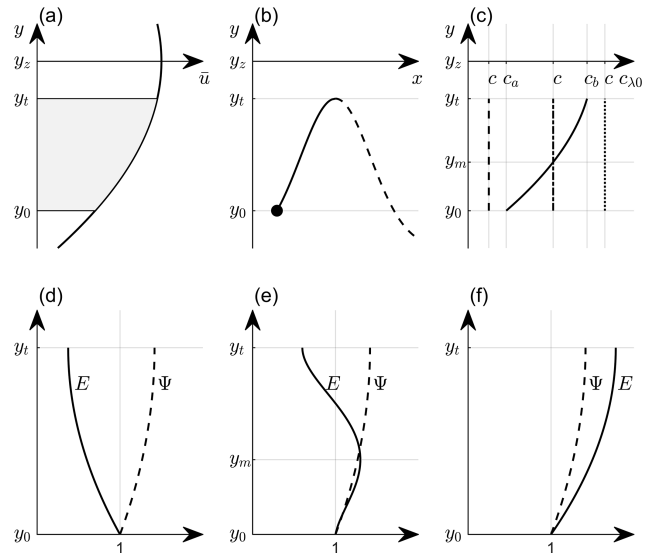 (a) (b) (c)
y y y
y_z ū y_z x y_z
c c_a c c_b c c_λ0
y_t y_t y_t
y_m
y_0 y_0 y_0
(d) (e) (f)
y_t y_t y_t
E Ψ E Ψ Ψ E
y_m
y_0 y_0 y_0
1 1 1